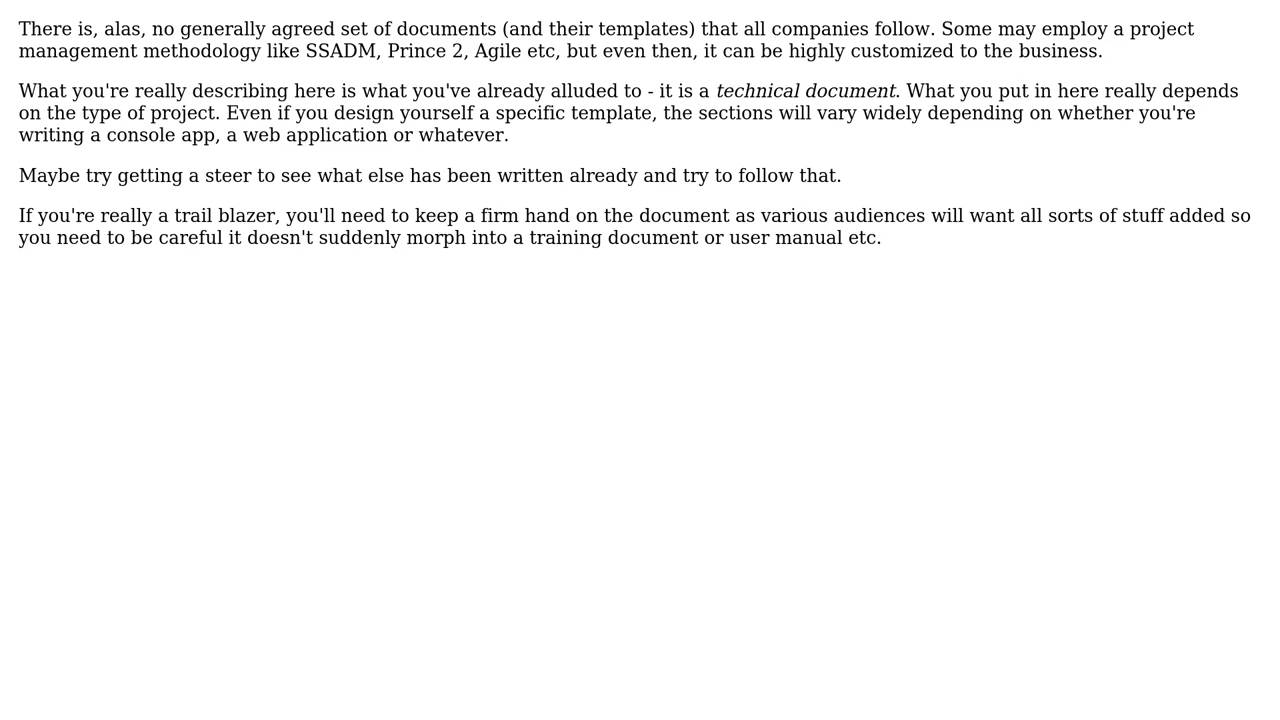 There is, alas, no generally agreed set of documents (and their templates) that all companies follow. Some may employ a project
management methodology like SSADM, Prince 2, Agile etc, but even then, it can be highly customized to the business.
What you're really describing here is what you've already alluded to - it is a technical document. What you put in here really depends
on the type of project. Even if you design yourself a specific template, the sections will vary widely depending on whether you're
writing a console app, a web application or whatever.
Maybe try getting a steer to see what else has been written already and try to follow that.
If you're really a trail blazer, you'll need to keep a firm hand on the document as various audiences will want all sorts of stuff added so
you need to be careful it doesn't suddenly morph into a training document or user manual etc.